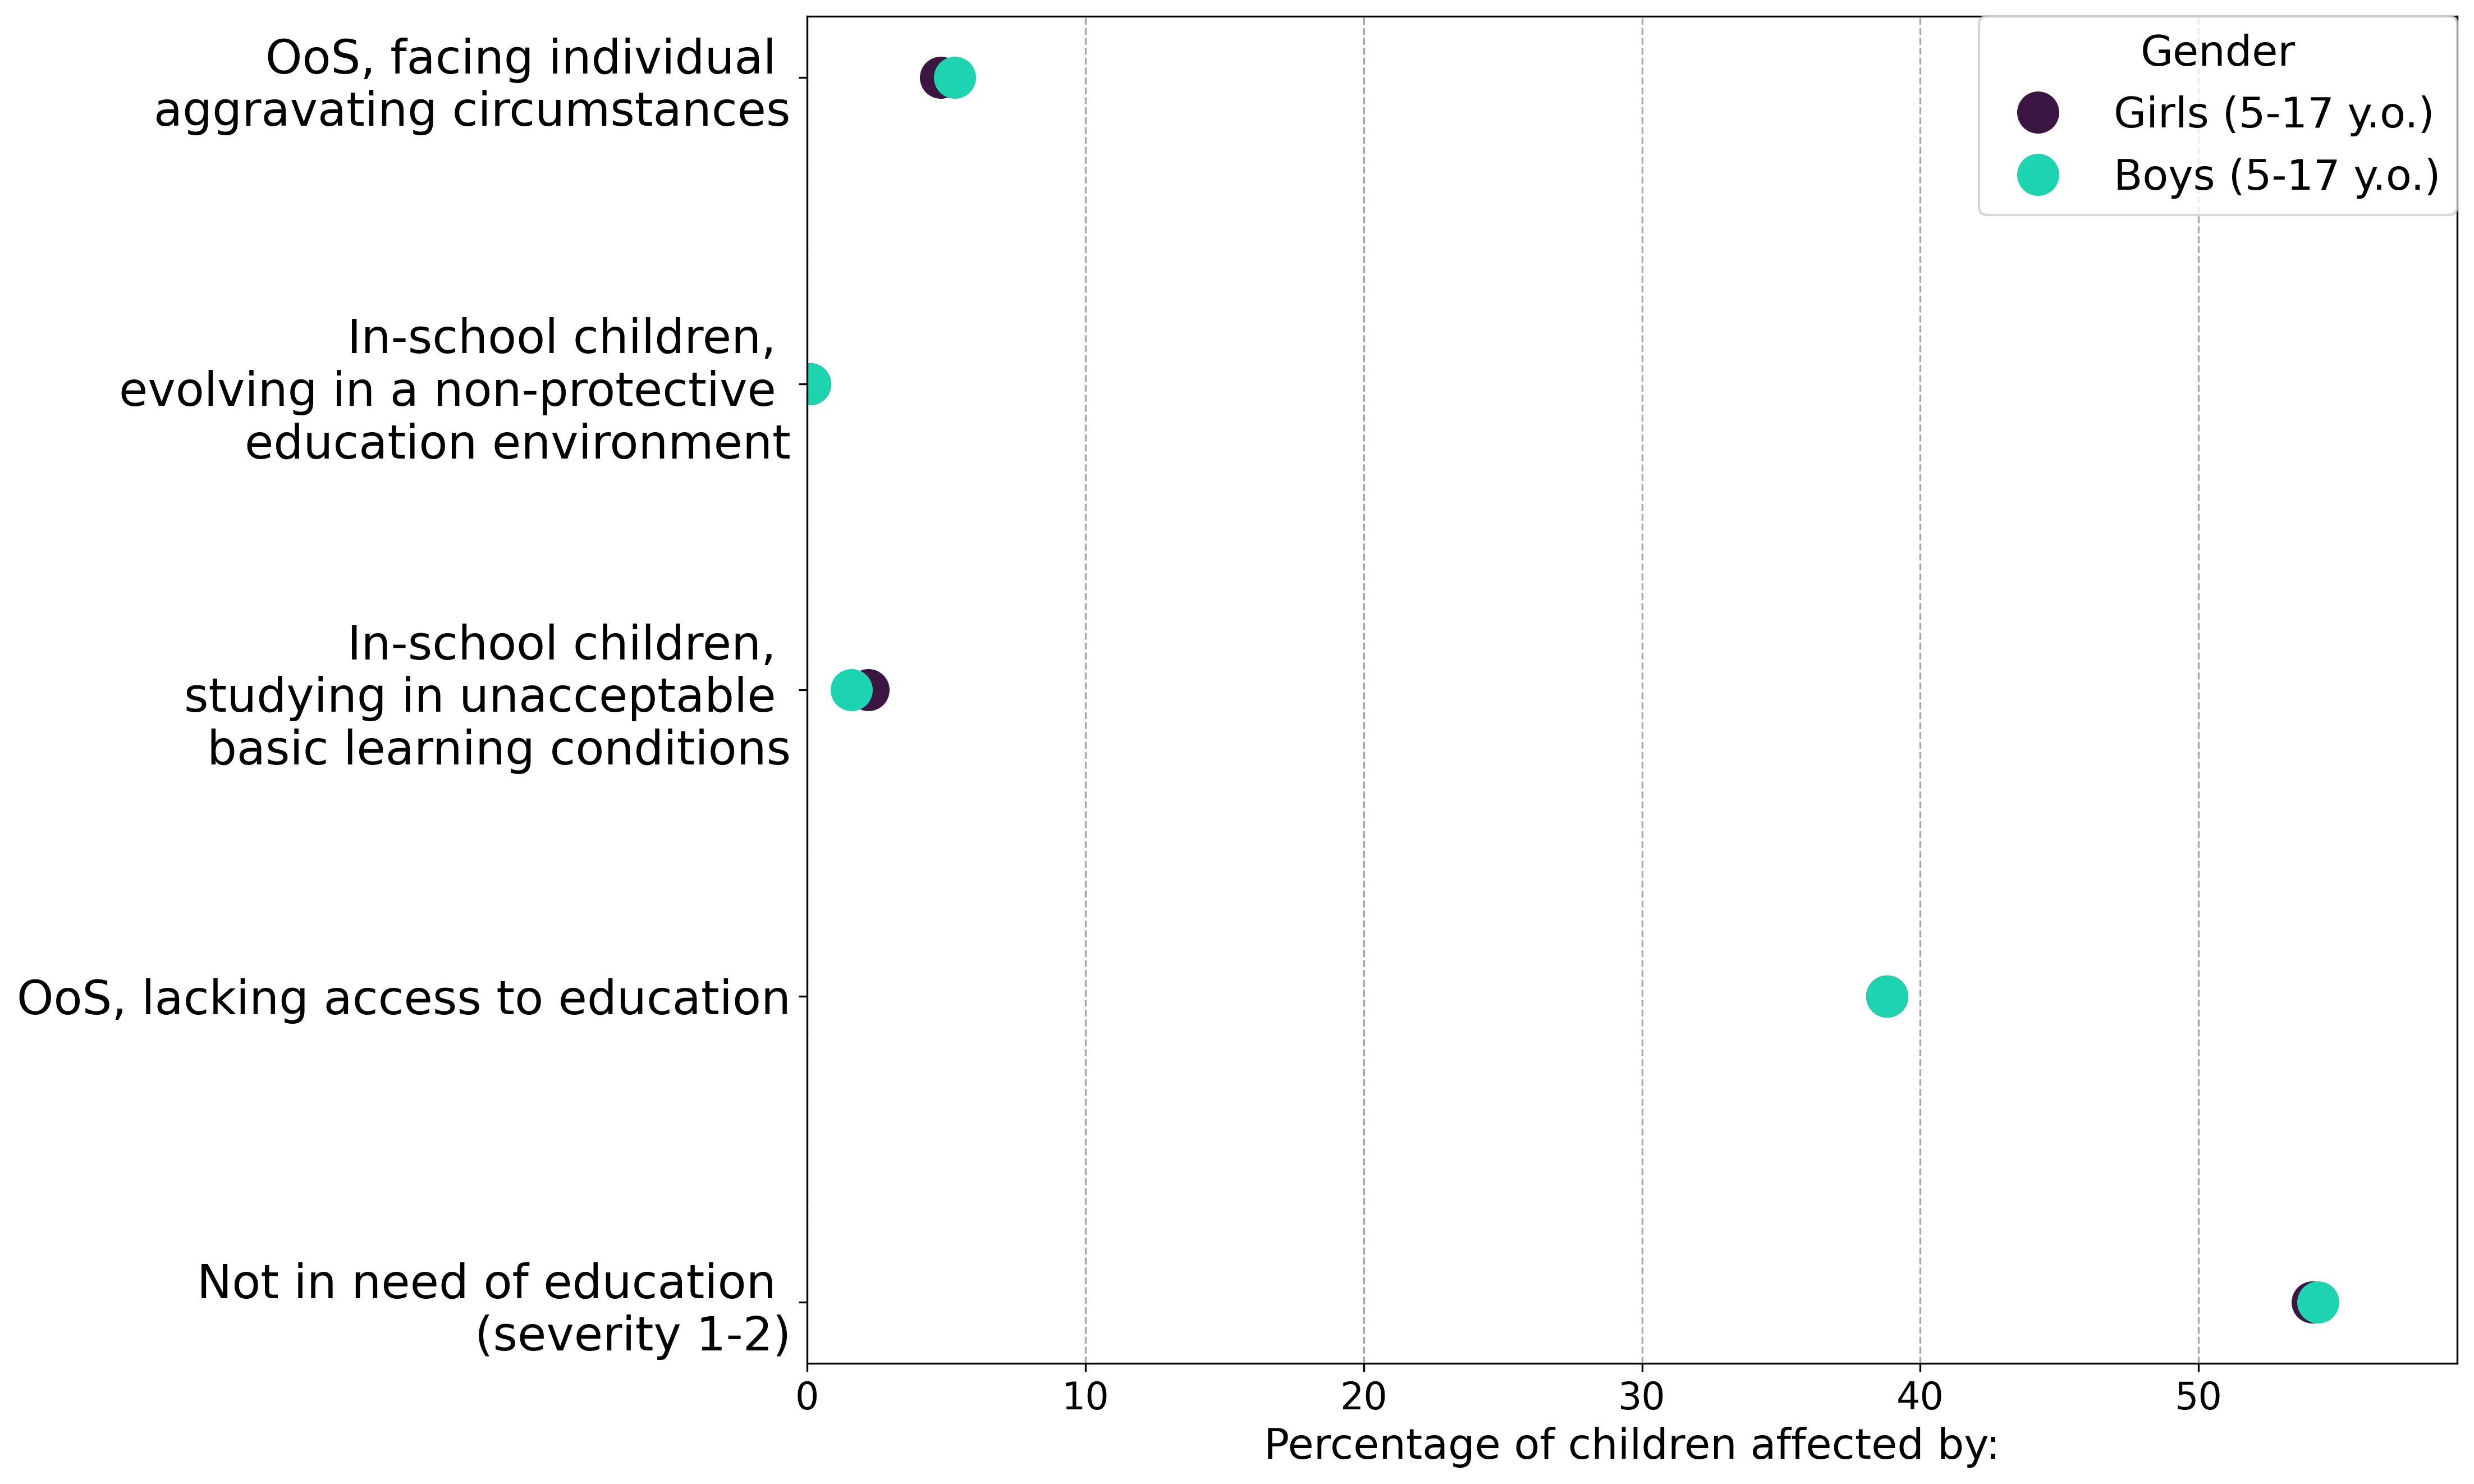 OoS, facing individual
aggravating circumstances
In-school children,
evolving in a non-protective
education environment
In-school children,
studying in unacceptable
basic learning conditions
OoS, lacking access to education
Not in need of education
(severity 1-2)
Gender
Girls (5-17 y.o.)
Boys (5-17 y.o.)
0 10 20 30 40 50
Percentage of children affected by: